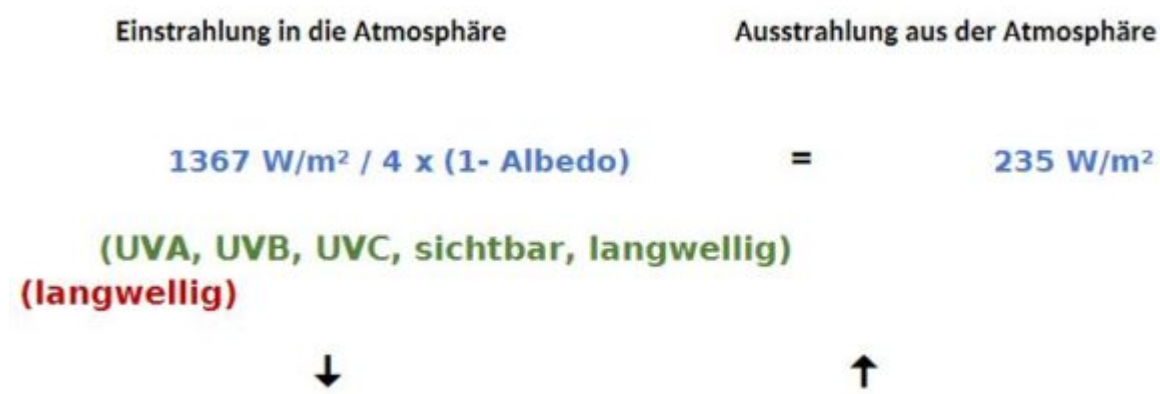 Einstrahlung in die Atmosphäre Ausstrahlung aus der Atmosphäre
1367 W/m² / 4 x (1- Albedo) = 235 W/m²
(UVA, UVB, UVC, sichtbar, langwellig)
(langwellig)
↓ ↑